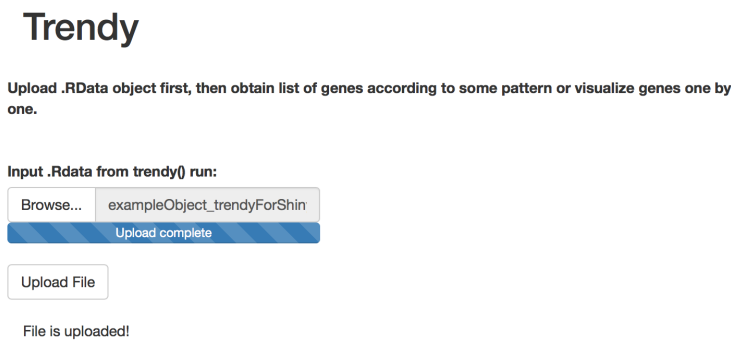 Trendy
Upload .RData object first, then obtain list of genes according to some pattern or visualize genes one by
one.
Input .Rdata from trendy() run:
Browse... exampleObject_trendyForShin
Upload complete
Upload File
File is uploaded!